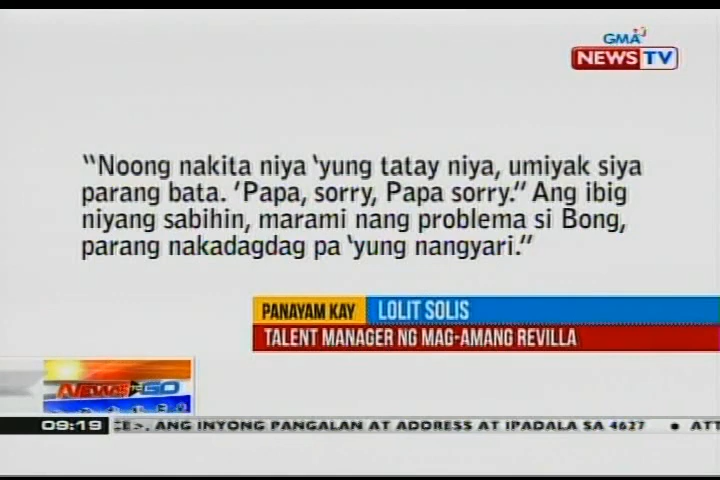 GMA
NEWS TV
“Noong nakita niya ‘yung tatay niya, umiyak siya
parang bata. ’Papa, sorry, Papa sorry.” Ang ibig
niyang sabihin, marami nang problema si Bong,
parang nakadagdag pa ‘yung nangyari.”
PANAYAM KAY LOLIT SOLIS
TALENT MANAGER NG MAG-AMANG REVILLA
NEWS TO GO
09:19 CE>. ANG INYONG PANGALAN AT ADDRESS AT IPADALA SA 4627 • ATT